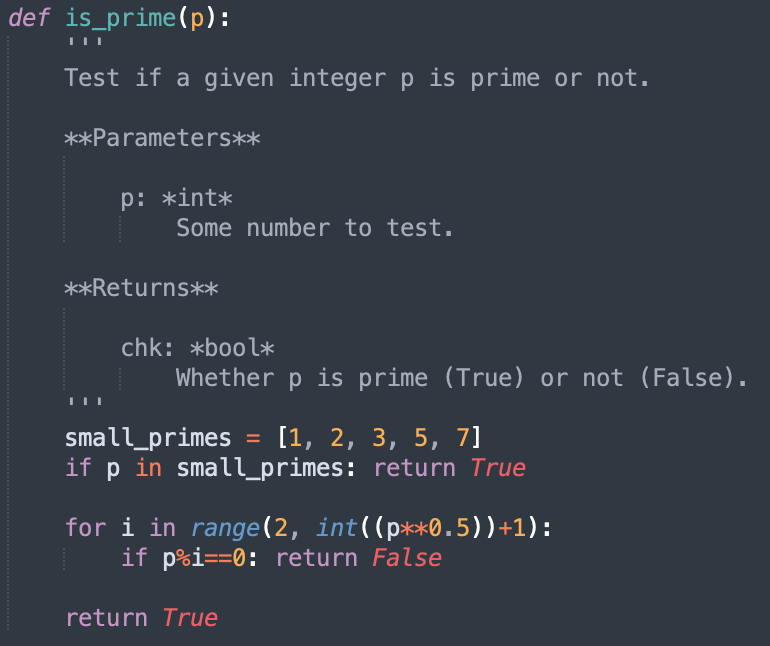 def is_prime(p):
    '''
    Test if a given integer p is prime or not.

    **Parameters**

        p: *int*
            Some number to test.

    **Returns**

        chk: *bool*
            Whether p is prime (True) or not (False).
    '''
    small_primes = [1, 2, 3, 5, 7]
    if p in small_primes: return True

    for i in range(2, int((p**0.5))+1):
        if p%i==0: return False

    return True